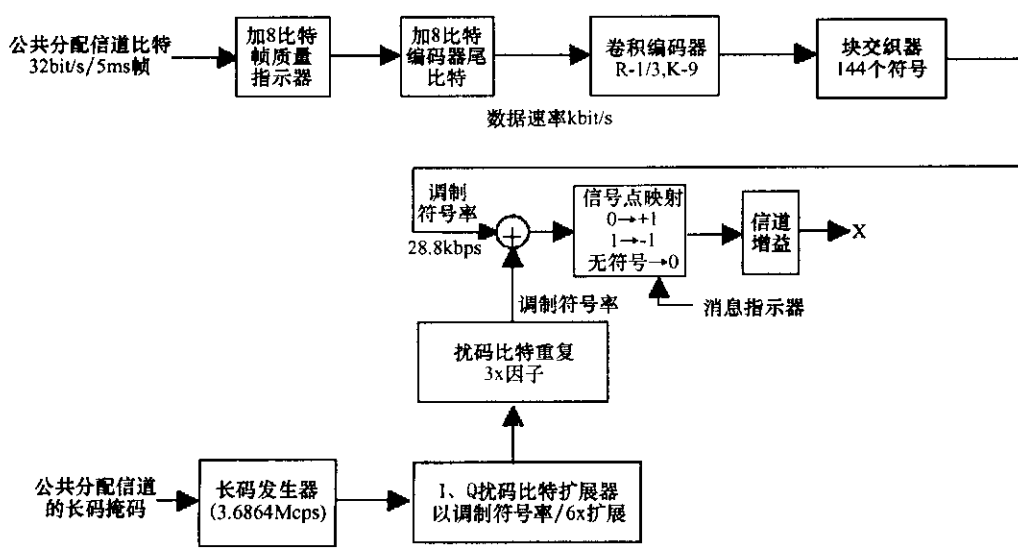 公共分配信道比特
32bit/s/5ms帧
加8比特
帧质量
指示器
加8比特
编码器尾
比特
卷积编码器
R-1/3,K-9
块交织器
144个符号
数据速率kbit/s
调制
符号率
28.8kbps
信号点映射
0→+1
1→-1
无符号→0
信道
增益
X
调制符号率
消息指示器
扰码比特重复
3x因子
公共分配信道
的长码掩码
长码发生器
(3.6864Mcps)
I、Q扰码比特扩展器
以调制符号率/6x扩展